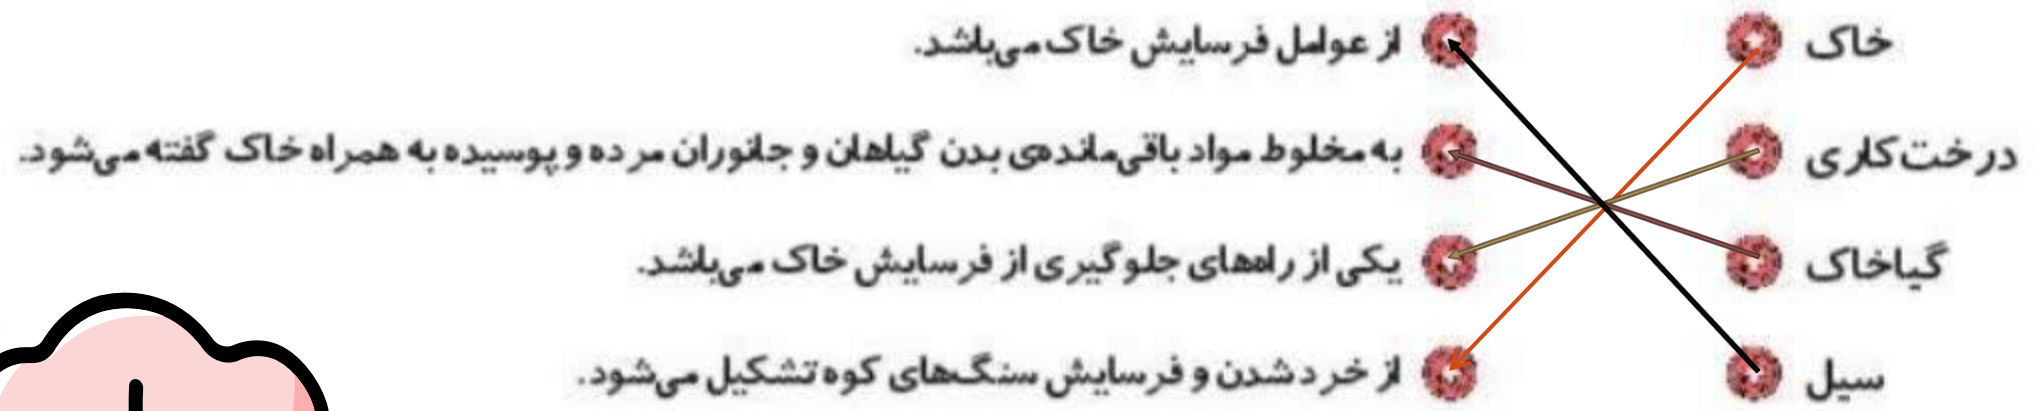 خاک از عوامل فرسایش خاک می‌باشد.
درخت‌کاری به مخلوط مواد باقی‌مانده‌ی بدن گیاهان و جانوران مرده و پوسیده به همراه خاک گفته می‌شود.
گیاخاک یکی از راه‌های جلوگیری از فرسایش خاک می‌باشد.
سیل از خرد شدن و فرسایش سنگ‌های کوه تشکیل می‌شود.